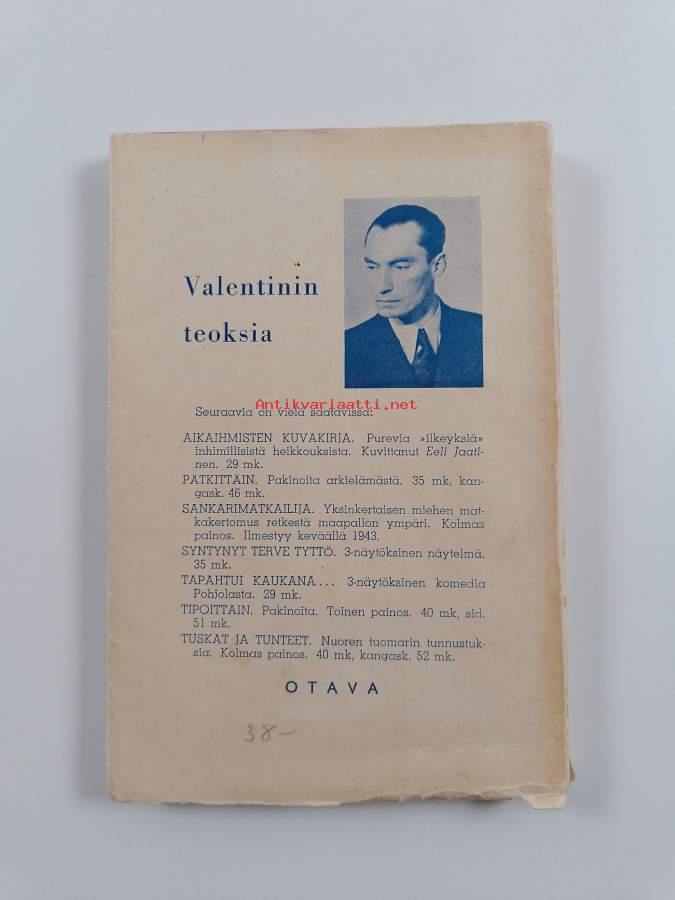 Valentinin
teoksia
Antikvariaatti.net
Seuraavia on vielä saatavissa:
AIKAIHMISTEN KUVAKIRJA. Purevia »ilkeyksiä»
inhimillisistä heikkouksista. Kuvittanut Eeli Jaati-
nen. 29 mk.
PÄTKITTÄIN. Pakinoita arkielämästä. 35 mk, kan-
gask. 46 mk.
SANKARIMATKAILIJA. Yksinkertaisen miehen mat-
kakertomus retkestä maapallon ympäri. Kolmas
painos. Ilmestyy keväällä 1943.
SYNTYNYT TERVE TYTTÖ. 3-näytöksinen näytelmä.
35 mk.
TAPAHTUI KAUKANA... 3-näytöksinen komedia
Pohjolasta. 29 mk.
TIPOITTAIN. Pakinoita. Toinen painos. 40 mk, sid.
51 mk.
TUSKAT JA TUNTEET. Nuoren tuomarin tunnustuk-
sia. Kolmas painos. 40 mk, kangask. 52 mk.
OTAVA
38–